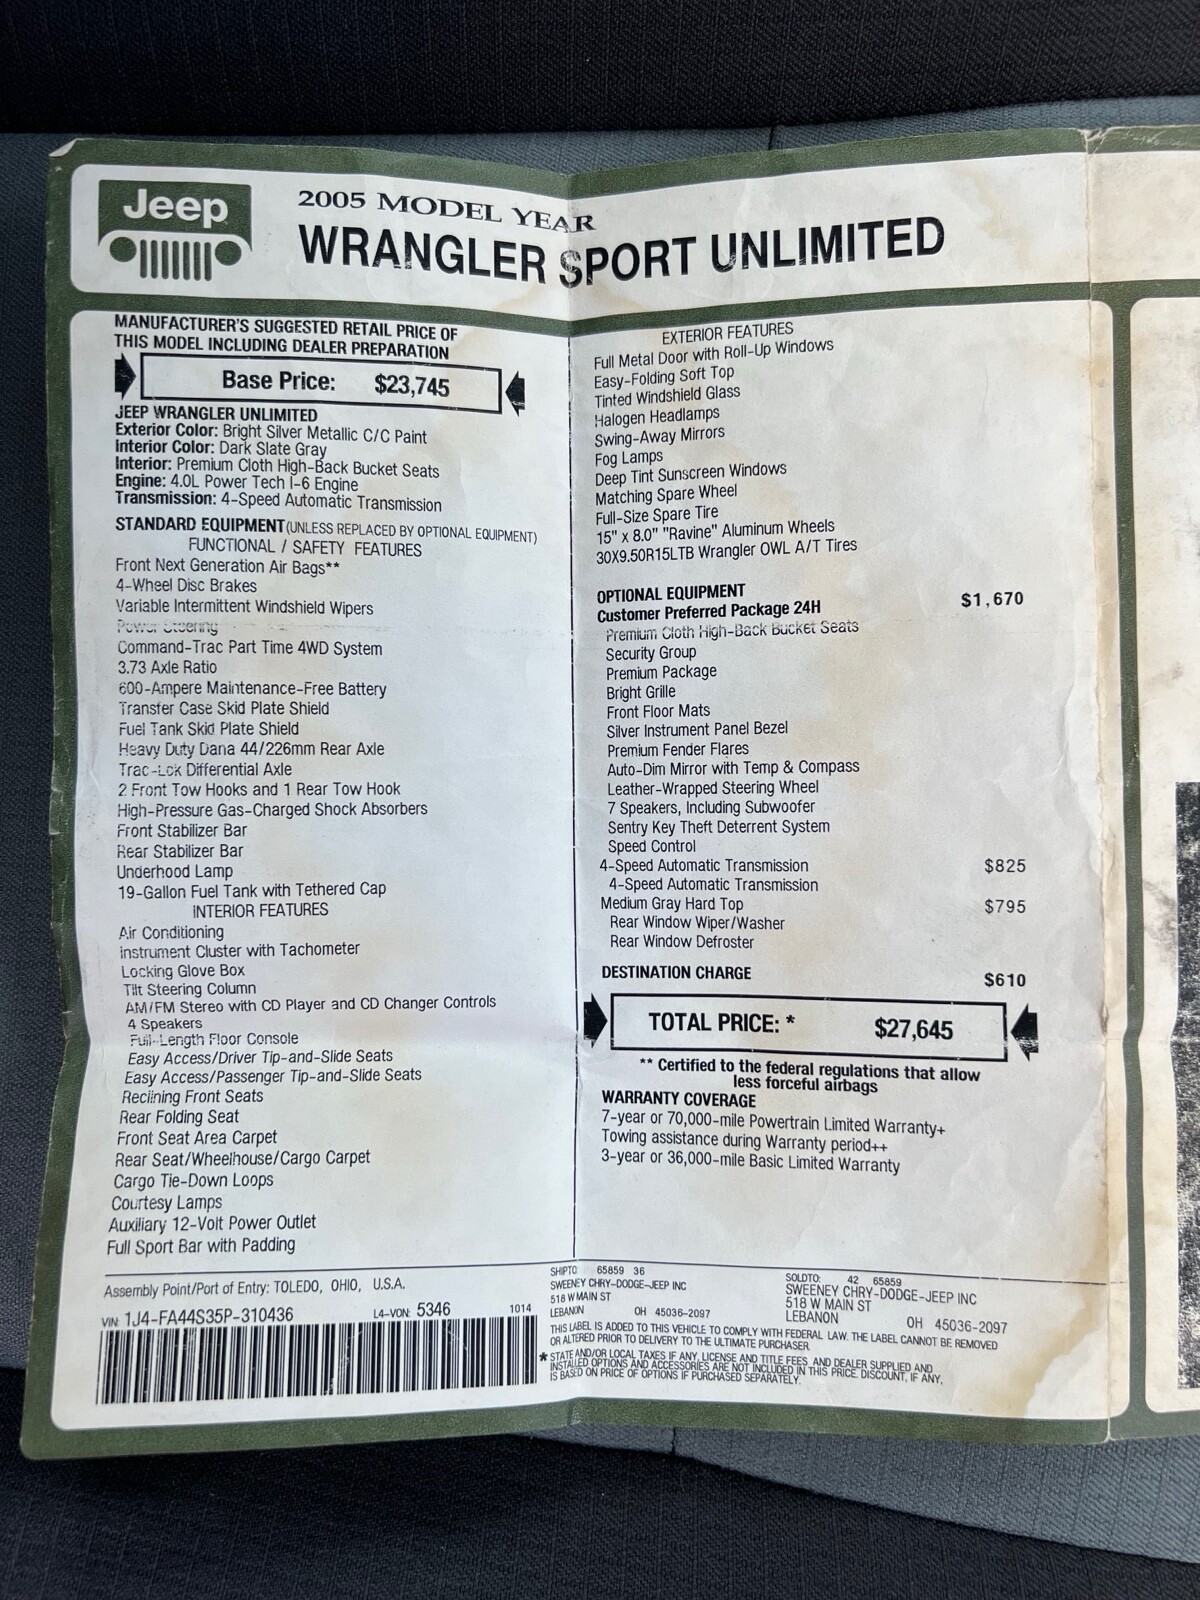 Jeep
2005 MODEL YEAR
WRANGLER SPORT UNLIMITED
MANUFACTURER'S SUGGESTED RETAIL PRICE OF
THIS MODEL INCLUDING DEALER PREPARATION
Base Price: $23,745
JEEP WRANGLER UNLIMITED
Exterior Color: Bright Silver Metallic C/C Paint
Interior Color: Dark Slate Gray
Interior: Premium Cloth High-Back Bucket Seats
Engine: 4.0L Power Tech I-6 Engine
Transmission: 4-Speed Automatic Transmission
STANDARD EQUIPMENT (UNLESS REPLACED BY OPTIONAL EQUIPMENT)
FUNCTIONAL / SAFETY FEATURES
Front Next Generation Air Bags**
4-Wheel Disc Brakes
Variable Intermittent Windshield Wipers
Power Steering
Command-Trac Part Time 4WD System
3.73 Axle Ratio
600-Ampere Maintenance-Free Battery
Transfer Case Skid Plate Shield
Fuel Tank Skid Plate Shield
Heavy Duty Dana 44/226mm Rear Axle
Trac-Lok Differential Axle
2 Front Tow Hooks and 1 Rear Tow Hook
High-Pressure Gas-Charged Shock Absorbers
Front Stabilizer Bar
Rear Stabilizer Bar
Underhood Lamp
19-Gallon Fuel Tank with Tethered Cap
INTERIOR FEATURES
Air Conditioning
Instrument Cluster with Tachometer
Locking Glove Box
Tilt Steering Column
AM/FM Stereo with CD Player and CD Changer Controls
4 Speakers
Full-Length Floor Console
Easy Access/Driver Tip-and-Slide Seats
Easy Access/Passenger Tip-and-Slide Seats
Reclining Front Seats
Rear Folding Seat
Front Seat Area Carpet
Rear Seat/Wheelhouse/Cargo Carpet
Cargo Tie-Down Loops
Courtesy Lamps
Auxiliary 12-Volt Power Outlet
Full Sport Bar with Padding
EXTERIOR FEATURES
Full Metal Door with Roll-Up Windows
Easy-Folding Soft Top
Tinted Windshield Glass
Halogen Headlamps
Swing-Away Mirrors
Fog Lamps
Deep Tint Sunscreen Windows
Matching Spare Wheel
Full-Size Spare Tire
15" x 8.0" "Ravine" Aluminum Wheels
30X9.50R15LTB Wrangler OWL A/T Tires
OPTIONAL EQUIPMENT
Customer Preferred Package 24H $1,670
Premium Cloth High-Back Bucket Seats
Security Group
Premium Package
Bright Grille
Front Floor Mats
Silver Instrument Panel Bezel
Premium Fender Flares
Auto-Dim Mirror with Temp & Compass
Leather-Wrapped Steering Wheel
7 Speakers, Including Subwoofer
Sentry Key Theft Deterrent System
Speed Control
4-Speed Automatic Transmission $825
4-Speed Automatic Transmission
Medium Gray Hard Top $795
Rear Window Wiper/Washer
Rear Window Defroster
DESTINATION CHARGE $610
TOTAL PRICE: * $27,645
** Certified to the federal regulations that allow
less forceful airbags
WARRANTY COVERAGE
7-year or 70,000-mile Powertrain Limited Warranty+
Towing assistance during Warranty period++
3-year or 36,000-mile Basic Limited Warranty
Assembly Point/Port of Entry: TOLEDO, OHIO, U.S.A.
VIN: 1J4-FA44S35P-310436 L4-VON: 5346 1014
SHIPTO 65859 36
SWEENEY CHRY-DODGE-JEEP INC
518 W MAIN ST
LEBANON OH 45036-2097
SOLDTO: 42 65859
SWEENEY CHRY-DODGE-JEEP INC
518 W MAIN ST
LEBANON OH 45036-2097
THIS LABEL IS ADDED TO THIS VEHICLE TO COMPLY WITH FEDERAL LAW. THE LABEL CANNOT BE REMOVED
OR ALTERED PRIOR TO DELIVERY TO THE ULTIMATE PURCHASER
* STATE AND/OR LOCAL TAXES IF ANY, LICENSE AND TITLE FEES AND DEALER SUPPLIED AND
INSTALLED OPTIONS AND ACCESSORIES ARE NOT INCLUDED IN THIS PRICE. DISCOUNT, IF ANY,
IS BASED ON PRICE OF OPTIONS IF PURCHASED SEPARATELY.